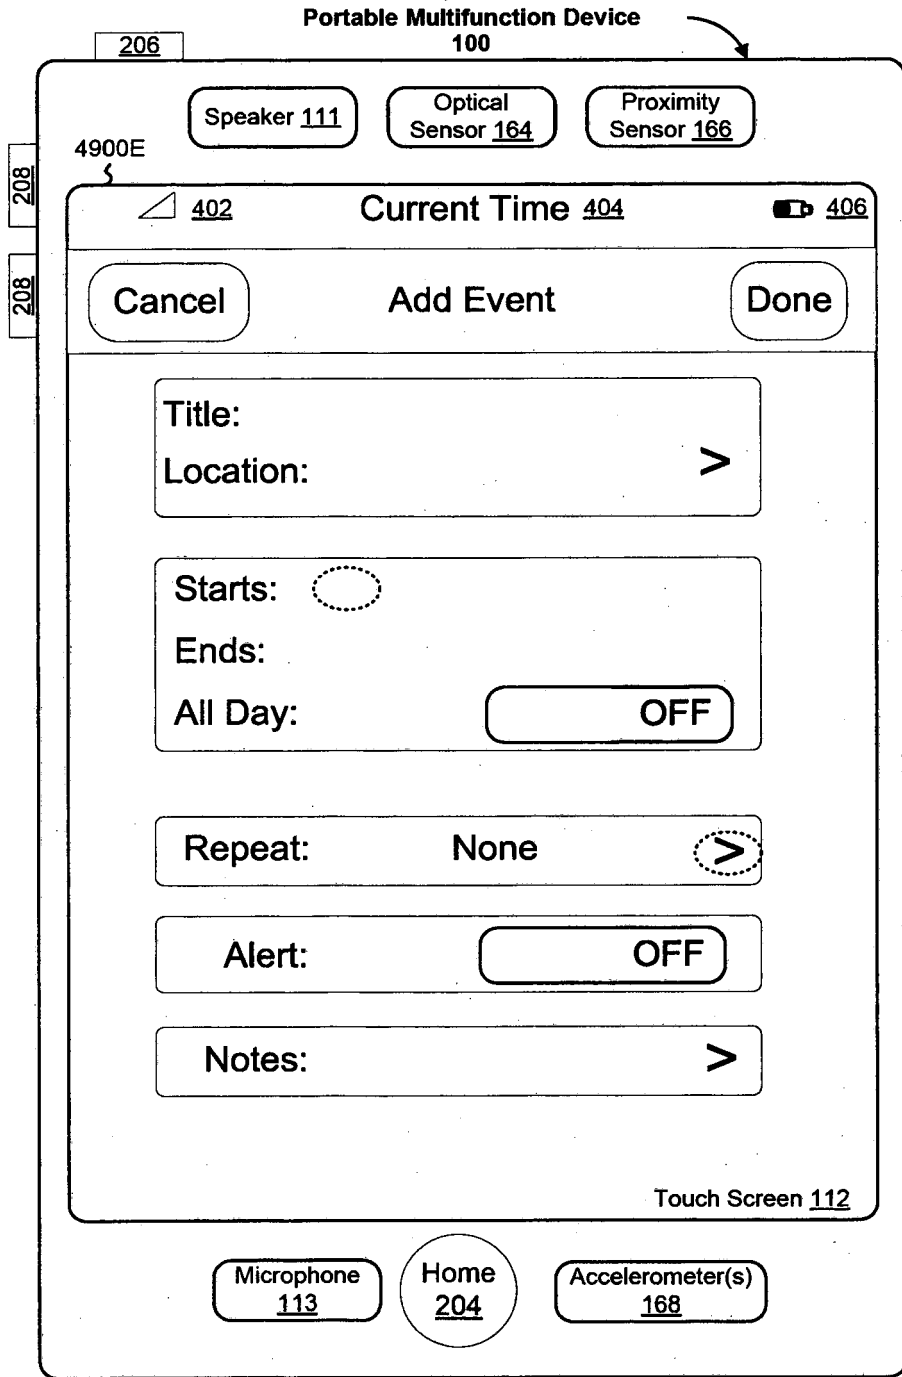 Portable Multifunction Device
100
206
Speaker 111
Optical
Sensor 164
Proximity
Sensor 166
4900E
208
208
402
Current Time 404
406
Cancel
Add Event
Done
Title:
Location:
>
Starts:
Ends:
All Day:
OFF
Repeat:
None
>
Alert:
OFF
Notes:
>
Touch Screen 112
Microphone
113
Home
204
Accelerometer(s)
168